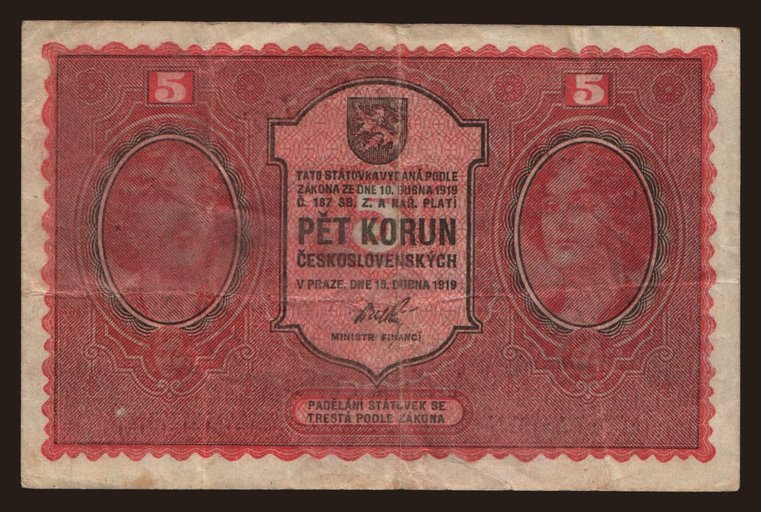 5 5
TATO STÁTOVKA VYDANÁ PODLE
ZÁKONA ZE DNE 10. DUBNA 1919
Č. 187 SB. Z. A NAŘ. PLATÍ
PĚT KORUN
ČESKOSLOVENSKÝCH
V PRAZE, DNE 15. DUBNA 1919
MINISTR FINANCÍ
PADĚLÁNÍ STÁTOVEK SE
TRESTÁ PODLE ZÁKONA